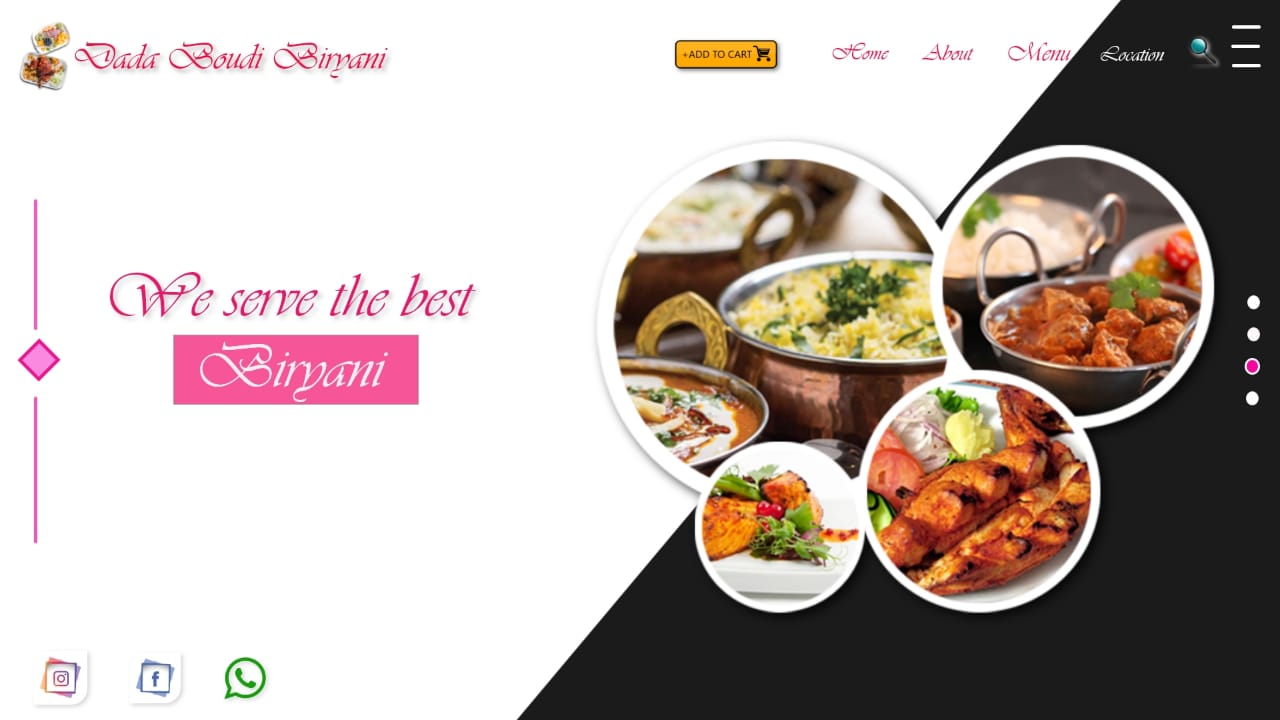 Dada Boudi Biryani
+ADD TO CART
Home
About
Menu
Location
We serve the best
Biryani